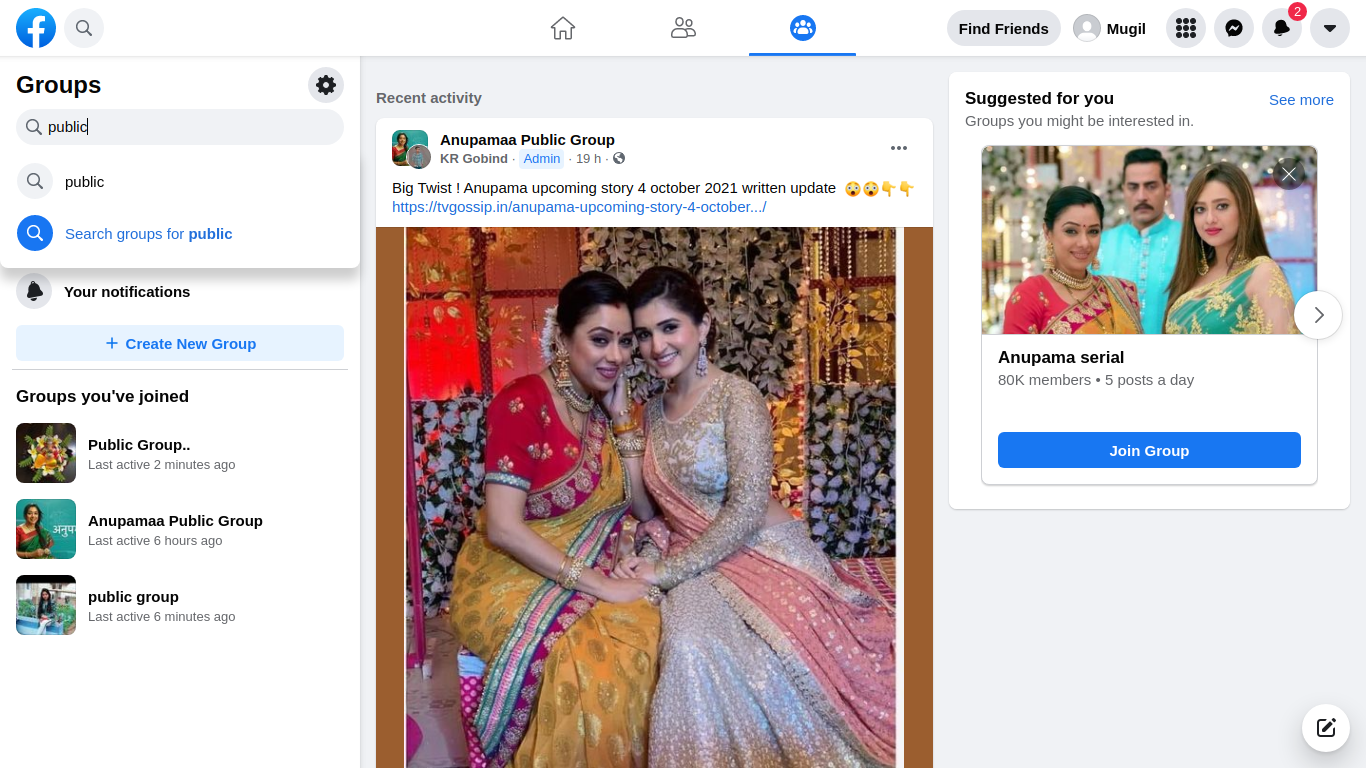 Find Friends
Mugil
2
Groups
public
public
Search groups for public
Your notifications
Create New Group
Groups you've joined
Public Group..
Last active 2 minutes ago
Anupamaa Public Group
Last active 6 hours ago
public group
Last active 6 minutes ago
Recent activity
Anupamaa Public Group
KR Gobind · Admin · 19 h ·
Big Twist ! Anupama upcoming story 4 october 2021 written update 😲😲👇👇
https://tvgossip.in/anupama-upcoming-story-4-october.../
Suggested for you
See more
Groups you might be interested in.
Anupama serial
80K members • 5 posts a day
Join Group